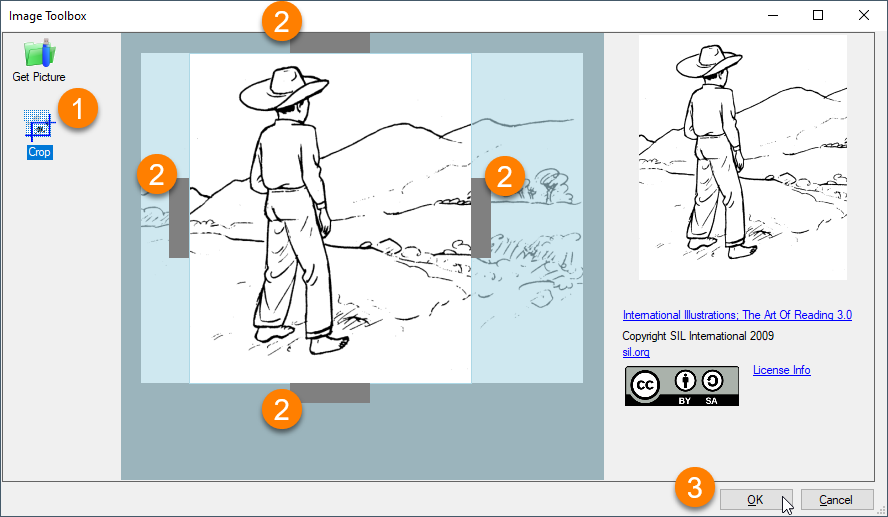 Image Toolbox
2
Get Picture
1
Crop
2
2
2
International Illustrations; The Art Of Reading 3.0
Copyright SIL International 2009
sil.org
cc
BY SA
License Info
3
OK
Cancel